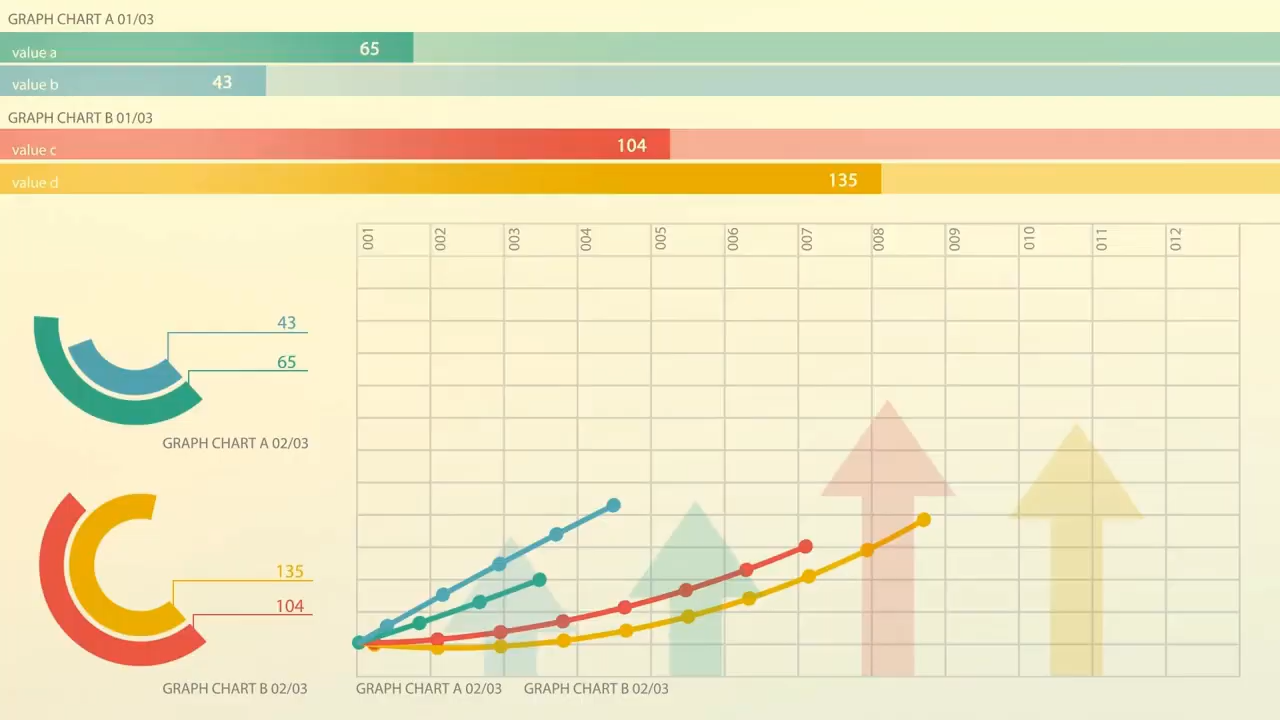 GRAPH CHART A 01/03
value a 65
value b 43
GRAPH CHART B 01/03
value c 104
value d 135
001 002 003 004 005 006 007 008 009 010 011 012
43
65
GRAPH CHART A 02/03
135
104
GRAPH CHART B 02/03
GRAPH CHART A 02/03 GRAPH CHART B 02/03